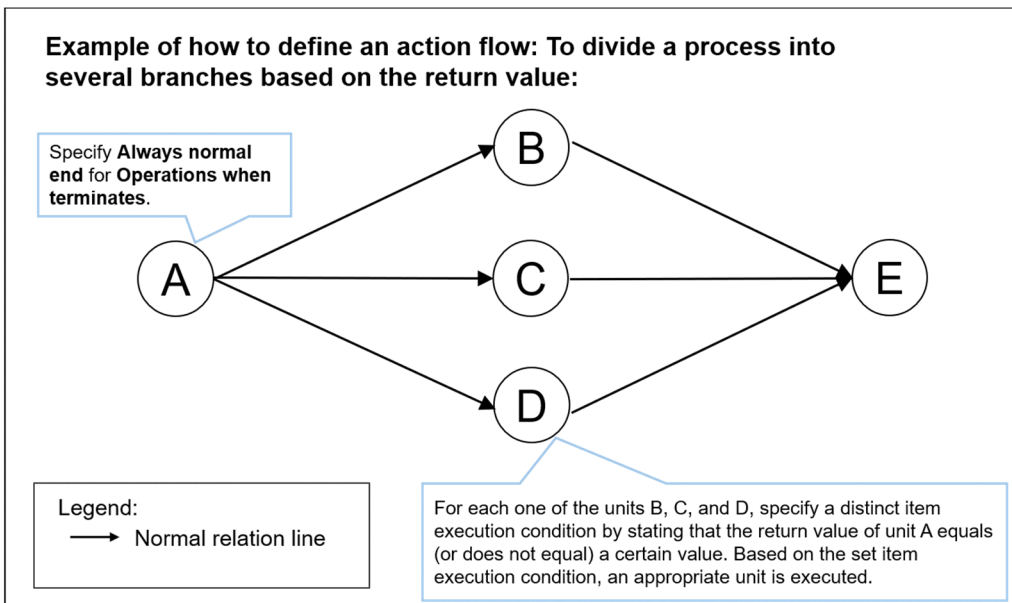 Example of how to define an action flow: To divide a process into
several branches based on the return value:
Specify Always normal
end for Operations when
terminates.
B
A
C
E
D
Legend:
Normal relation line
For each one of the units B, C, and D, specify a distinct item
execution condition by stating that the return value of unit A equals
(or does not equal) a certain value. Based on the set item
execution condition, an appropriate unit is executed.